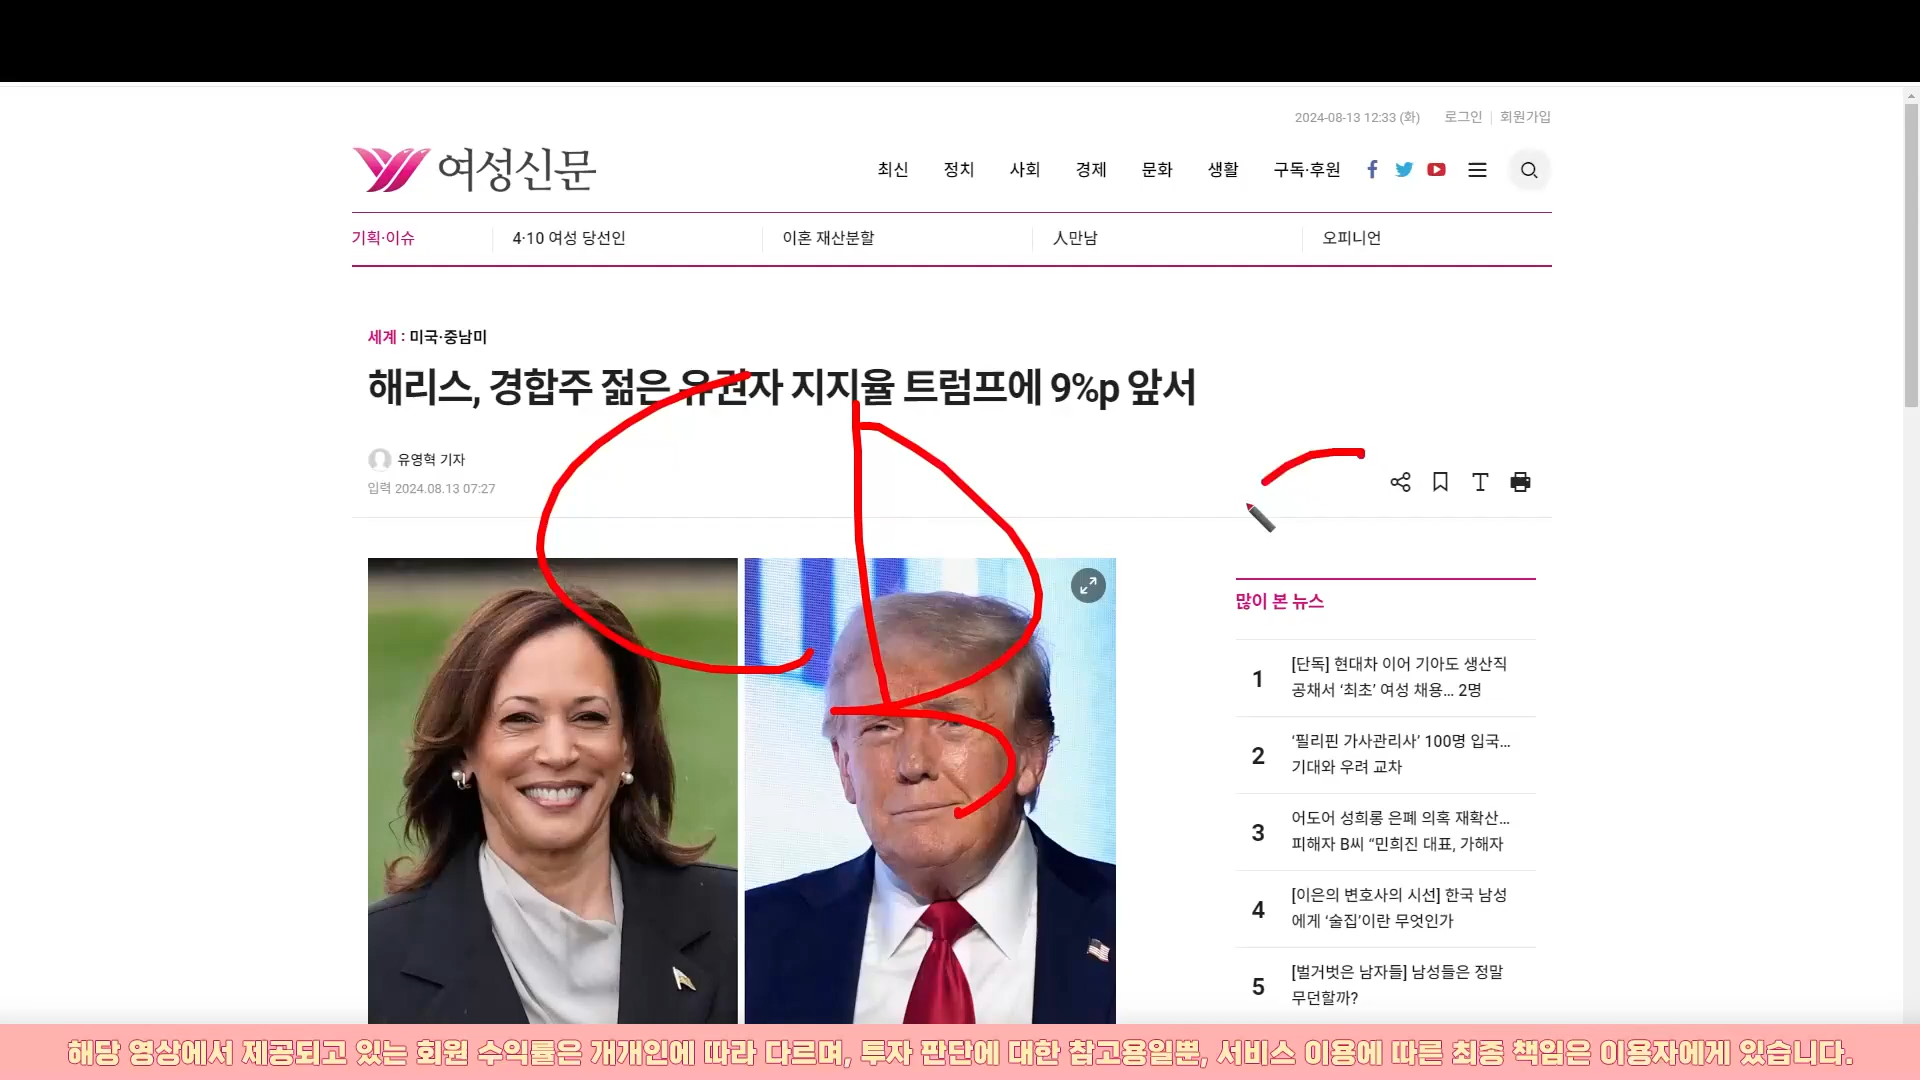 2024-08-13 12:33 (화) 로그인 회원가입
여성신문
최신 정치 사회 경제 문화 생활 구독·후원
기획·이슈 4·10 여성 당선인 이혼 재산분할 人만남 오피니언
세계 : 미국·중남미
해리스, 경합주 젊은 유권자 지지율 트럼프에 9%p 앞서
유영혁 기자
입력 2024.08.13 07:27
많이 본 뉴스
1 [단독] 현대차 이어 기아도 생산직
공채서 ‘최초’ 여성 채용... 2명
2 ‘필리핀 가사관리사’ 100명 입국...
기대와 우려 교차
3 어도어 성희롱 은폐 의혹 재확산...
피해자 B씨 “민희진 대표, 가해자
4 [이은의 변호사의 시선] 한국 남성
에게 ‘술집’이란 무엇인가
5 [벌거벗은 남자들] 남성들은 정말
무던할까?
해당 영상에서 제공되고 있는 회원 수익률은 개개인에 따라 다르며, 투자 판단에 대한 참고용일뿐, 서비스 이용에 따른 최종 책임은 이용자에게 있습니다.